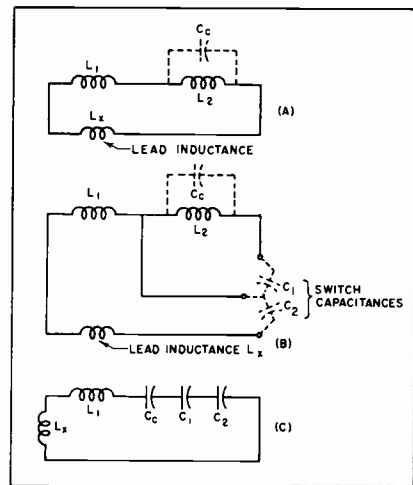 Cc
L1
L2
(A)
Lx
LEAD INDUCTANCE
Cc
L1
L2
C1
SWITCH
CAPACITANCES
C2
LEAD INDUCTANCE Lx
(B)
L1
Cc
C1
C2
(C)
Lx